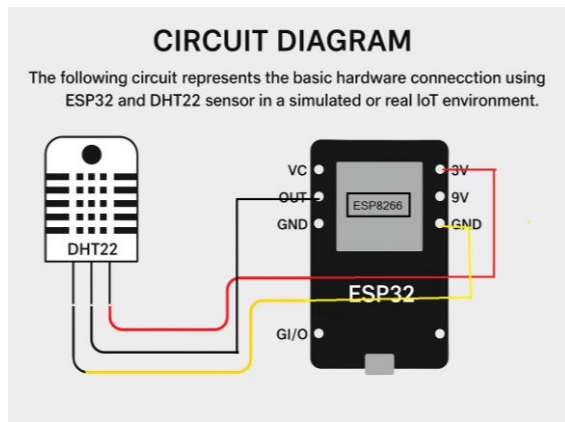 CIRCUIT DIAGRAM
The following circuit represents the basic hardware connecction using
ESP32 and DHT22 sensor in a simulated or real IoT environment.
DHT22
VC
OUT
GND
ESP8266
3V
9V
GND
ESP32
GI/O